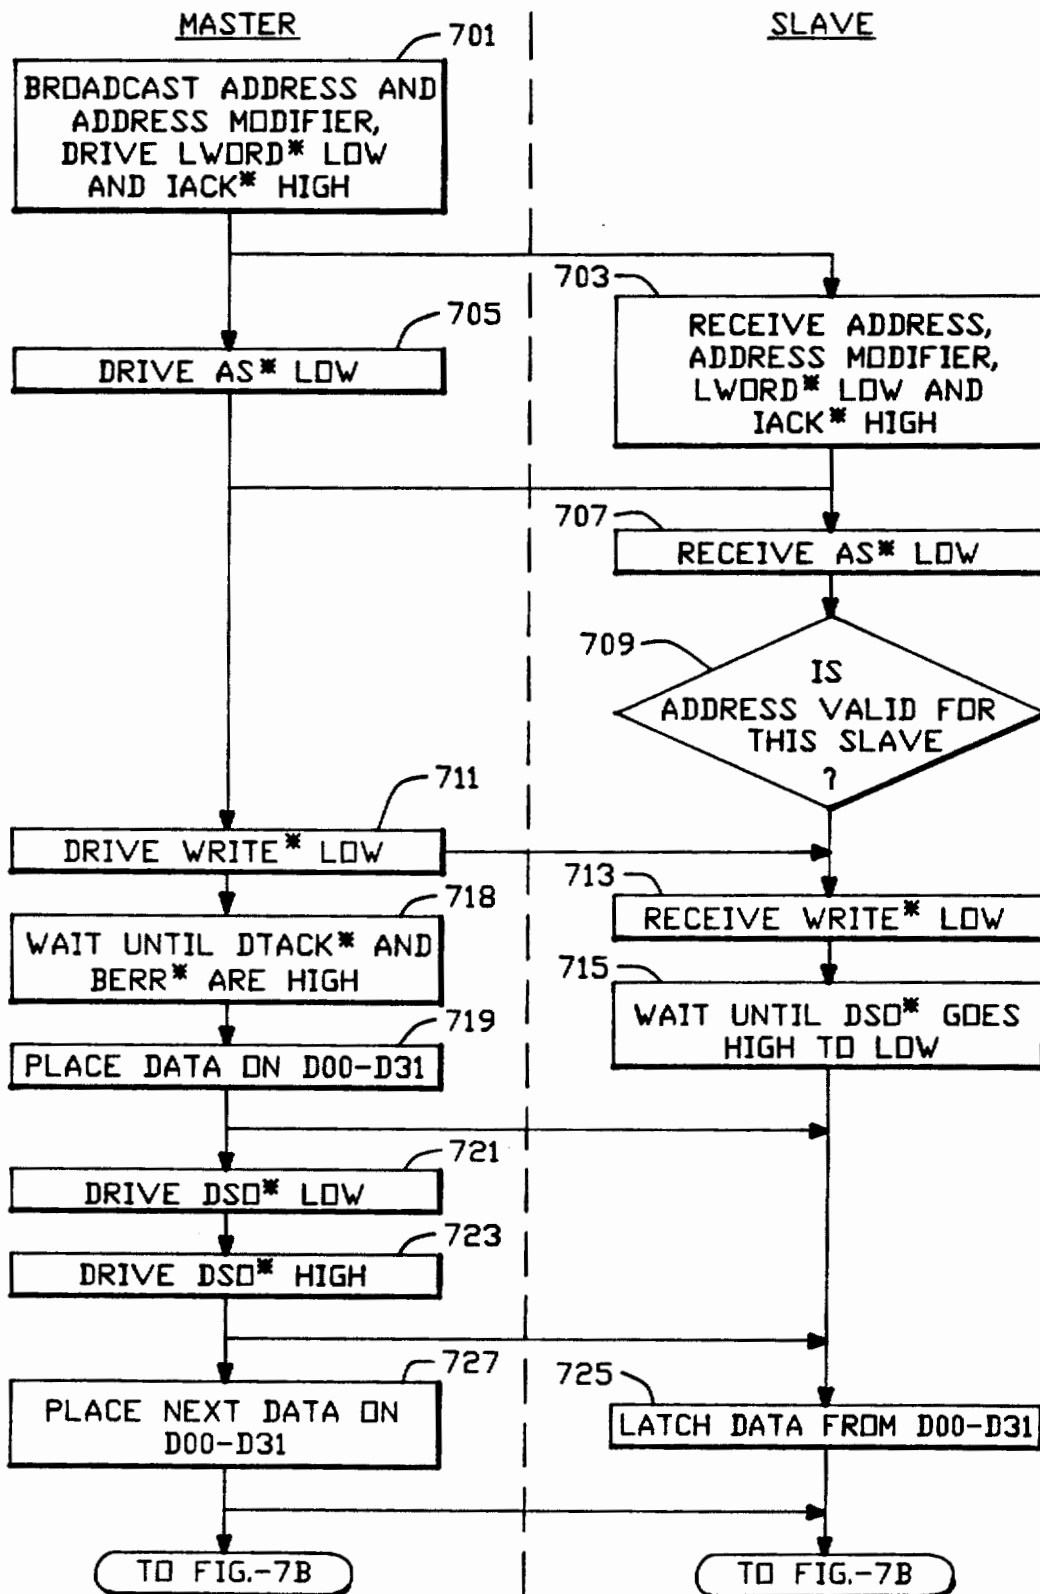 MASTER
SLAVE
701
BROADCAST ADDRESS AND
ADDRESS MODIFIER,
DRIVE LWORD* LOW
AND IACK* HIGH
703
RECEIVE ADDRESS,
ADDRESS MODIFIER,
LWORD* LOW AND
IACK* HIGH
705
DRIVE AS* LOW
707
RECEIVE AS* LOW
709
IS
ADDRESS VALID FOR
THIS SLAVE
?
711
DRIVE WRITE* LOW
713
RECEIVE WRITE* LOW
718
WAIT UNTIL DTACK* AND
BERR* ARE HIGH
715
WAIT UNTIL DSO* GOES
HIGH TO LOW
719
PLACE DATA ON D00-D31
721
DRIVE DSO* LOW
723
DRIVE DSO* HIGH
727
PLACE NEXT DATA ON
D00-D31
725
LATCH DATA FROM D00-D31
TO FIG.-7B
TO FIG.-7B